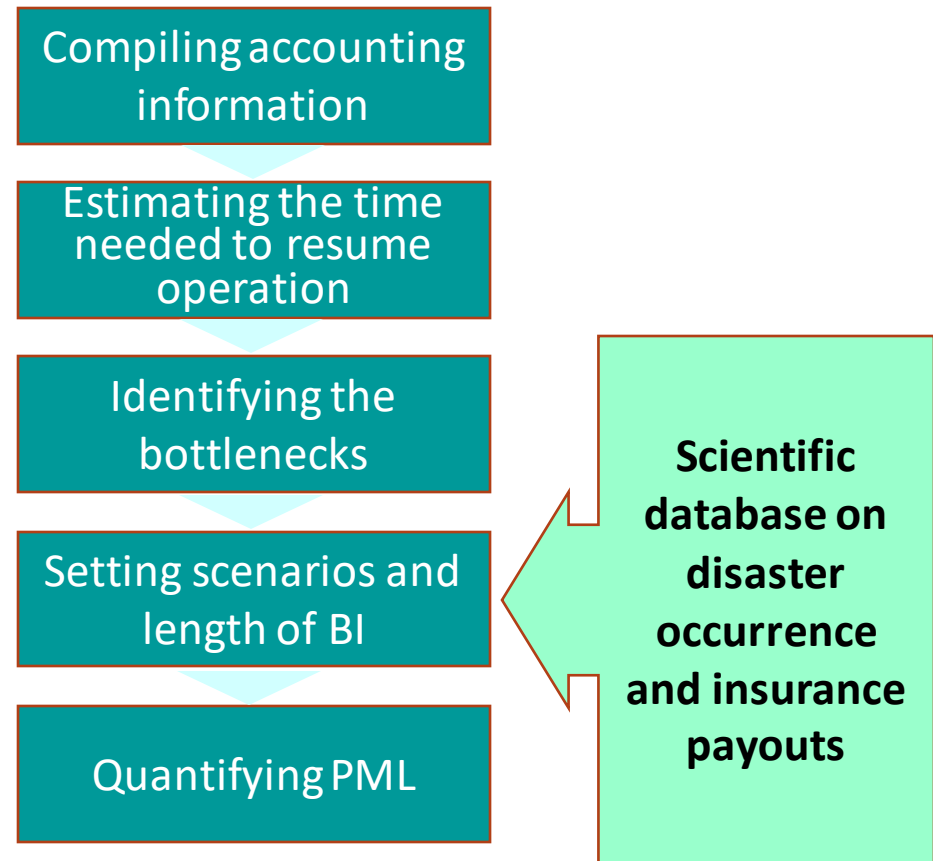 Compiling accounting
information
Estimating the time
needed to resume
operation
Identifying the
bottlenecks
Setting scenarios and
length of BI
Quantifying PML
Scientific
database on
disaster
occurrence
and insurance
payouts